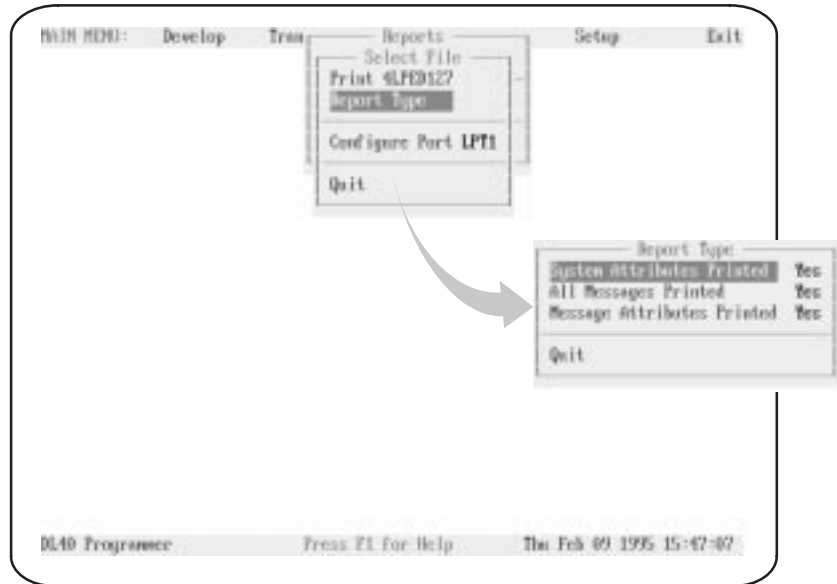 MAIN MENU: Develop Tran Reports Setup Exit
Select File
Print 4LPED127
Report Type
Configure Port LPT1
Quit
Report Type
System Attributes Printed Yes
All Messages Printed Yes
Message Attributes Printed Yes
Quit
DL40 Programmer Press F1 for Help Thu Feb 09 1995 15:47:07